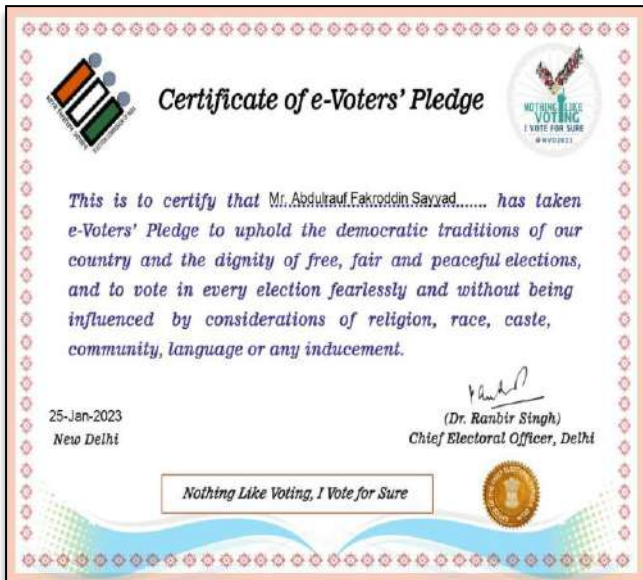 Certificate of e-Voters' Pledge
NOTHING LIKE
VOTING
I VOTE FOR SURE
#NVD2023
This is to certify that Mr. Abdulrauf Fakroddin Sayyad....... has taken
e-Voters' Pledge to uphold the democratic traditions of our
country and the dignity of free, fair and peaceful elections,
and to vote in every election fearlessly and without being
influenced by considerations of religion, race, caste,
community, language or any inducement.
25-Jan-2023
New Delhi
(Dr. Ranbir Singh)
Chief Electoral Officer, Delhi
Nothing Like Voting, I Vote for Sure